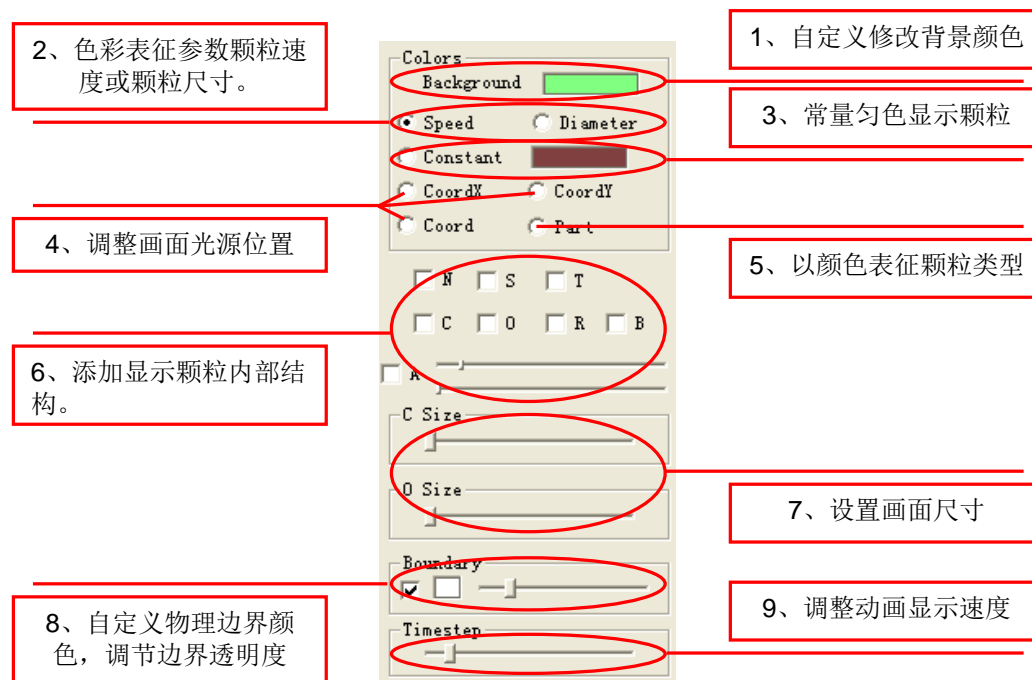 2、色彩表征参数颗粒速
度或颗粒尺寸。
1、自定义修改背景颜色
3、常量匀色显示颗粒
4、调整画面光源位置
5、以颜色表征颗粒类型
6、添加显示颗粒内部结
构。
7、设置画面尺寸
8、自定义物理边界颜
色，调节边界透明度
9、调整动画显示速度
Colors
Background
Speed Diameter
Constant
CoordX CoordY
Coord Part
N S T
C O R B
A
C Size
O Size
Boundary
Timestep